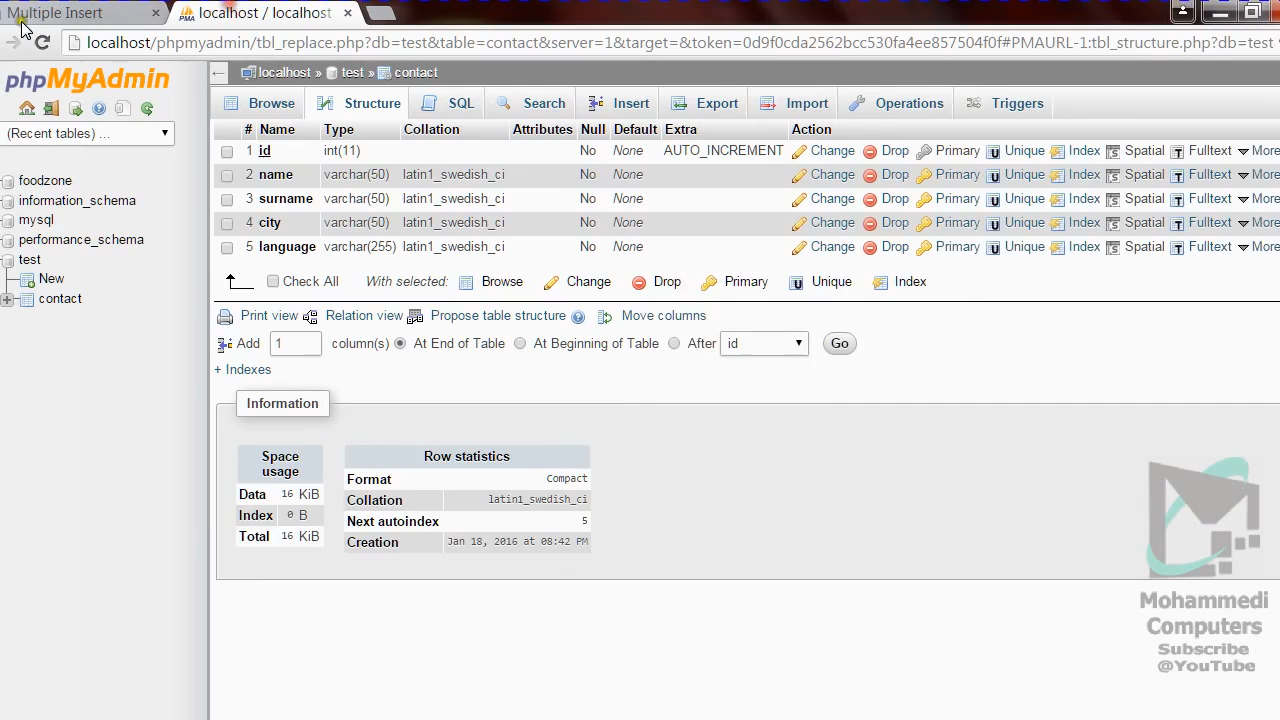 Multiple Insert × localhost / localhost ×
localhost/phpmyadmin/tbl_replace.php?db=test&table=contact&server=1&target=&token=0d9f0cda2562bcc530fa4ee857504f0f#PMAURL-1:tbl_structure.php?db=test
phpMyAdmin
(Recent tables) ...
foodzone
information_schema
mysql
performance_schema
test
New
contact
localhost » test » contact
Browse Structure SQL Search Insert Export Import Operations Triggers
# Name Type Collation Attributes Null Default Extra Action
1 id int(11) No None AUTO_INCREMENT Change Drop Primary Unique Index Spatial Fulltext More
2 name varchar(50) latin1_swedish_ci No None Change Drop Primary Unique Index Spatial Fulltext More
3 surname varchar(50) latin1_swedish_ci No None Change Drop Primary Unique Index Spatial Fulltext More
4 city varchar(50) latin1_swedish_ci No None Change Drop Primary Unique Index Spatial Fulltext More
5 language varchar(255) latin1_swedish_ci No None Change Drop Primary Unique Index Spatial Fulltext More
Check All With selected: Browse Change Drop Primary Unique Index
Print view Relation view Propose table structure Move columns
Add 1 column(s) At End of Table At Beginning of Table After id Go
+ Indexes
Information
Space usage
Data 16 KiB
Index 0 B
Total 16 KiB
Row statistics
Format Compact
Collation latin1_swedish_ci
Next autoindex 5
Creation Jan 18, 2016 at 08:42 PM
Mohammedi
Computers
Subscribe
@YouTube